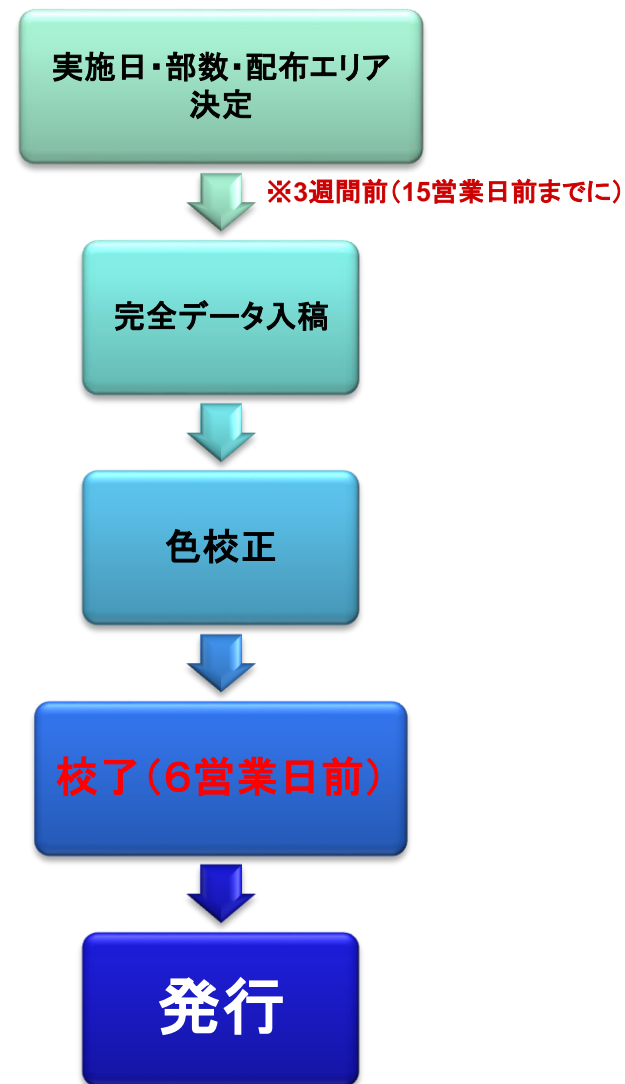 実施日・部数・配布エリア
決定
※3週間前（15営業日前までに）
完全データ入稿
色校正
校了（６営業日前）
発行